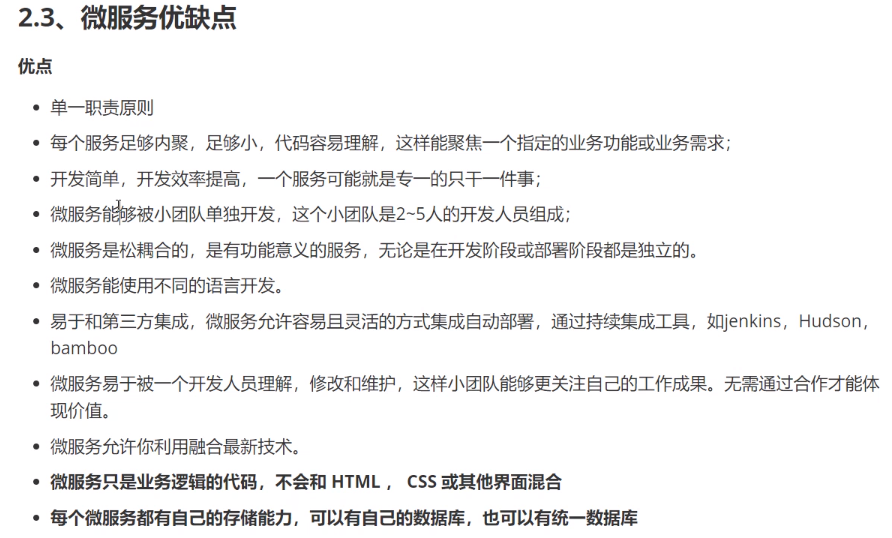 2.3、微服务优缺点
优点
单一职责原则
每个服务足够内聚，足够小，代码容易理解，这样能聚焦一个指定的业务功能或业务需求；
开发简单，开发效率提高，一个服务可能就是专一的只干一件事；
微服务能够被小团队单独开发，这个小团队是2~5人的开发人员组成；
微服务是松耦合的，是有功能意义的服务，无论是在开发阶段或部署阶段都是独立的。
微服务能使用不同的语言开发。
易于和第三方集成，微服务允许容易且灵活的方式集成自动部署，通过持续集成工具，如jenkins，Hudson，
bamboo
微服务易于被一个开发人员理解，修改和维护，这样小团队能够更关注自己的工作成果。无需通过合作才能体
现价值。
微服务允许你利用融合最新技术。
微服务只是业务逻辑的代码，不会和 HTML ， CSS 或其他界面混合
每个微服务都有自己的存储能力，可以有自己的数据库，也可以有统一数据库